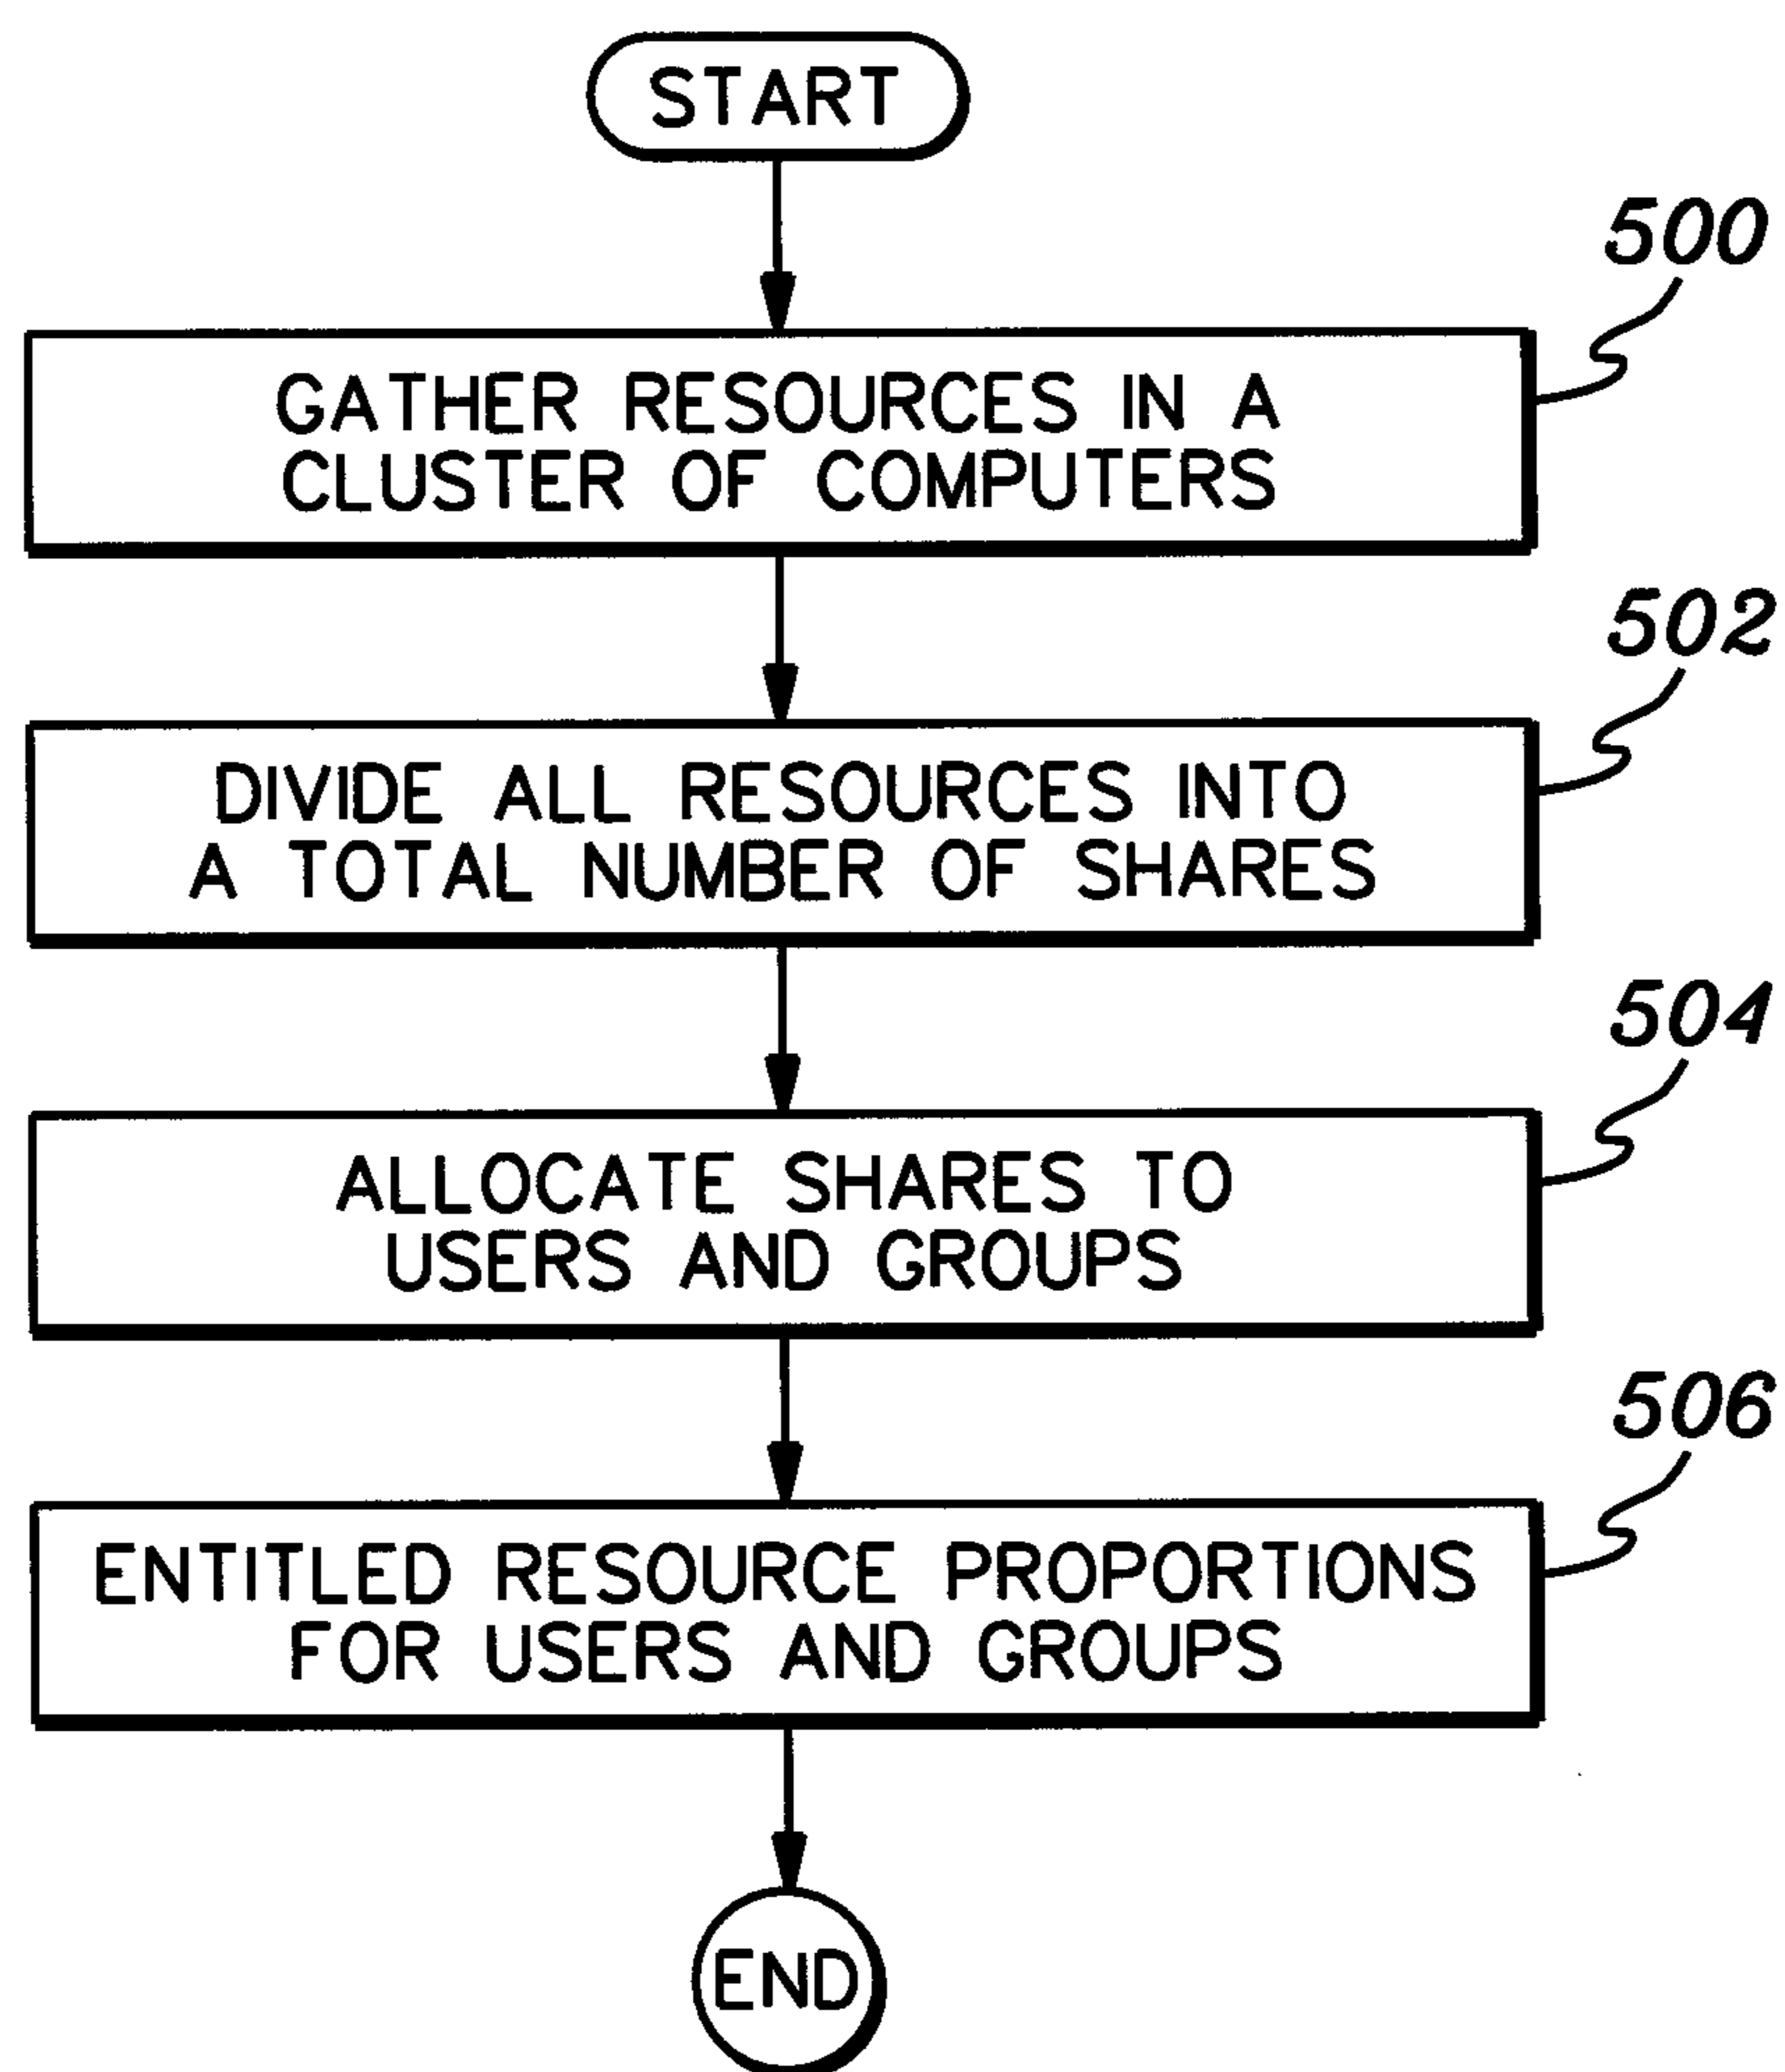 START
500
GATHER RESOURCES IN A
CLUSTER OF COMPUTERS
502
DIVIDE ALL RESOURCES INTO
A TOTAL NUMBER OF SHARES
504
ALLOCATE SHARES TO
USERS AND GROUPS
506
ENTITLED RESOURCE PROPORTIONS
FOR USERS AND GROUPS
END